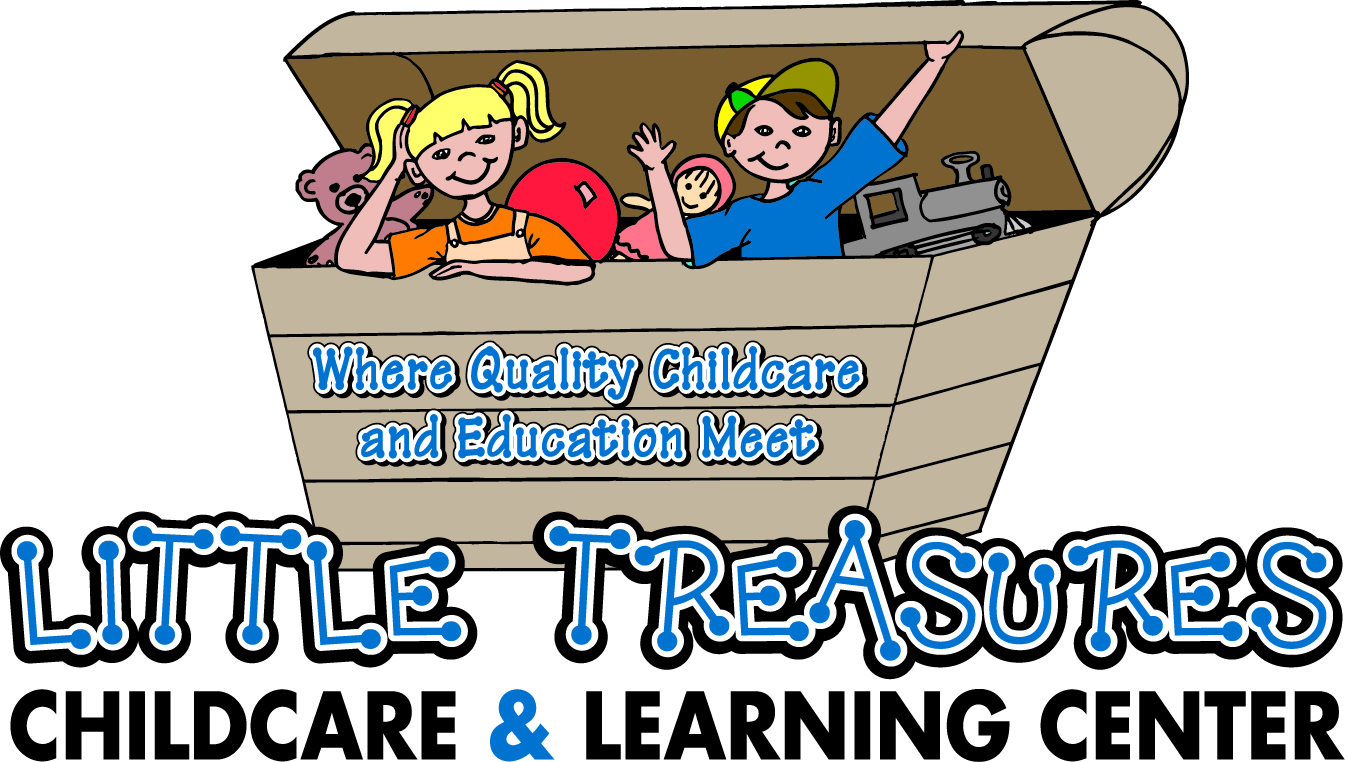 Where Quality Childcare
and Education Meet
LiTTLE TREASURES
CHILDCARE & LEARNING CENTER